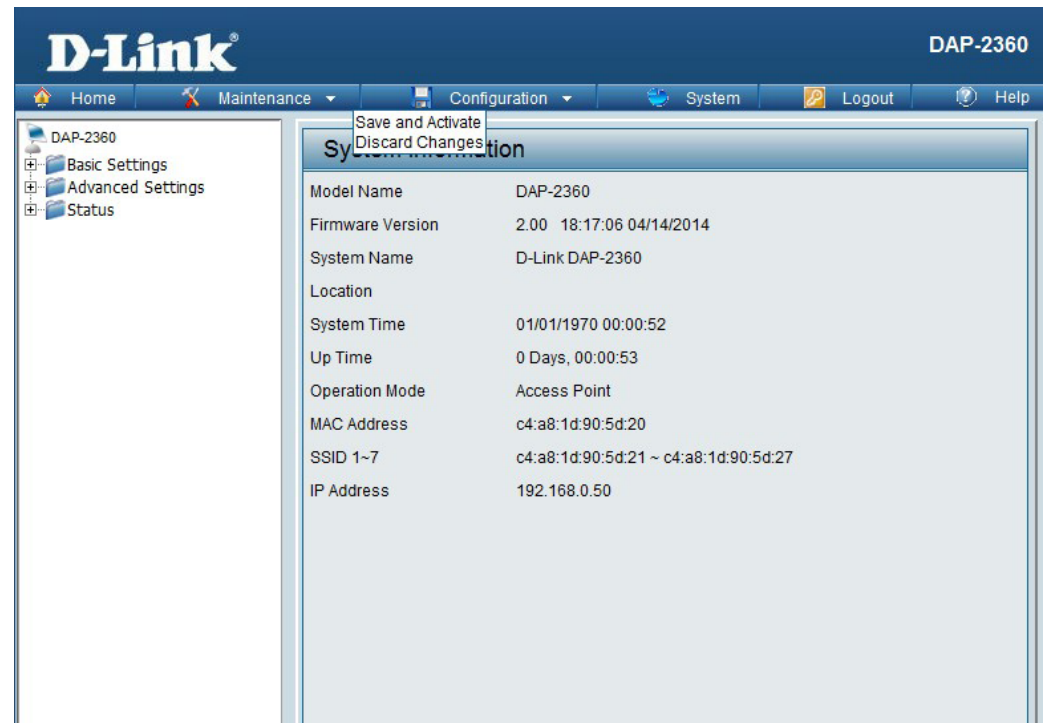 D-Link®
DAP-2360
Home Maintenance Configuration System Logout Help
Save and Activate
Discard Changes
DAP-2360
Basic Settings
Advanced Settings
Status
System Information
Model Name DAP-2360
Firmware Version 2.00 18:17:06 04/14/2014
System Name D-Link DAP-2360
Location
System Time 01/01/1970 00:00:52
Up Time 0 Days, 00:00:53
Operation Mode Access Point
MAC Address c4:a8:1d:90:5d:20
SSID 1~7 c4:a8:1d:90:5d:21 ~ c4:a8:1d:90:5d:27
IP Address 192.168.0.50